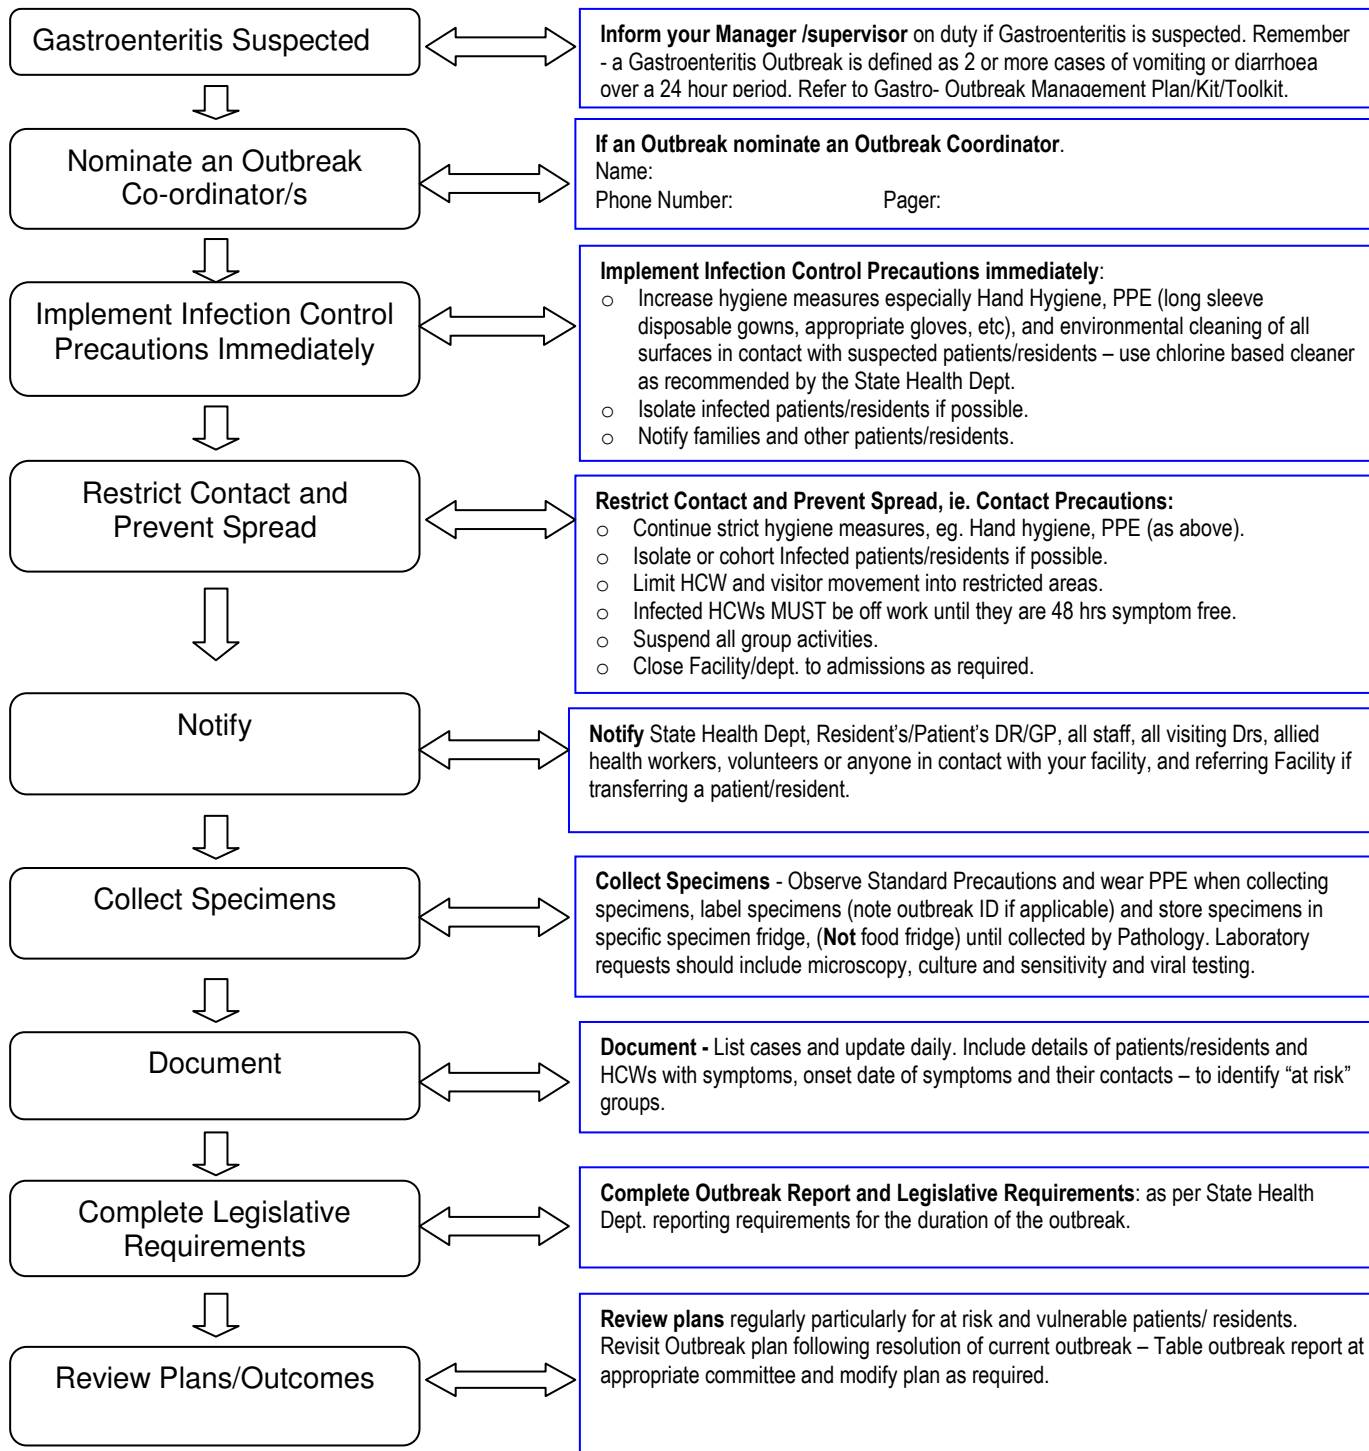 Gastroenteritis Suspected
Inform your Manager /supervisor on duty if Gastroenteritis is suspected. Remember
- a Gastroenteritis Outbreak is defined as 2 or more cases of vomiting or diarrhoea
over a 24 hour period. Refer to Gastro- Outbreak Management Plan/Kit/Toolkit.
Nominate an Outbreak
Co-ordinator/s
If an Outbreak nominate an Outbreak Coordinator.
Name:
Phone Number: Pager:
Implement Infection Control
Precautions Immediately
Implement Infection Control Precautions immediately:
o Increase hygiene measures especially Hand Hygiene, PPE (long sleeve
disposable gowns, appropriate gloves, etc), and environmental cleaning of all
surfaces in contact with suspected patients/residents – use chlorine based cleaner
as recommended by the State Health Dept.
o Isolate infected patients/residents if possible.
o Notify families and other patients/residents.
Restrict Contact and
Prevent Spread
Restrict Contact and Prevent Spread, ie. Contact Precautions:
o Continue strict hygiene measures, eg. Hand hygiene, PPE (as above).
o Isolate or cohort Infected patients/residents if possible.
o Limit HCW and visitor movement into restricted areas.
o Infected HCWs MUST be off work until they are 48 hrs symptom free.
o Suspend all group activities.
o Close Facility/dept. to admissions as required.
Notify
Notify State Health Dept, Resident's/Patient's DR/GP, all staff, all visiting Drs, allied
health workers, volunteers or anyone in contact with your facility, and referring Facility if
transferring a patient/resident.
Collect Specimens
Collect Specimens - Observe Standard Precautions and wear PPE when collecting
specimens, label specimens (note outbreak ID if applicable) and store specimens in
specific specimen fridge, (Not food fridge) until collected by Pathology. Laboratory
requests should include microscopy, culture and sensitivity and viral testing.
Document
Document - List cases and update daily. Include details of patients/residents and
HCWs with symptoms, onset date of symptoms and their contacts – to identify “at risk”
groups.
Complete Legislative
Requirements
Complete Outbreak Report and Legislative Requirements: as per State Health
Dept. reporting requirements for the duration of the outbreak.
Review Plans/Outcomes
Review plans regularly particularly for at risk and vulnerable patients/ residents.
Revisit Outbreak plan following resolution of current outbreak – Table outbreak report at
appropriate committee and modify plan as required.